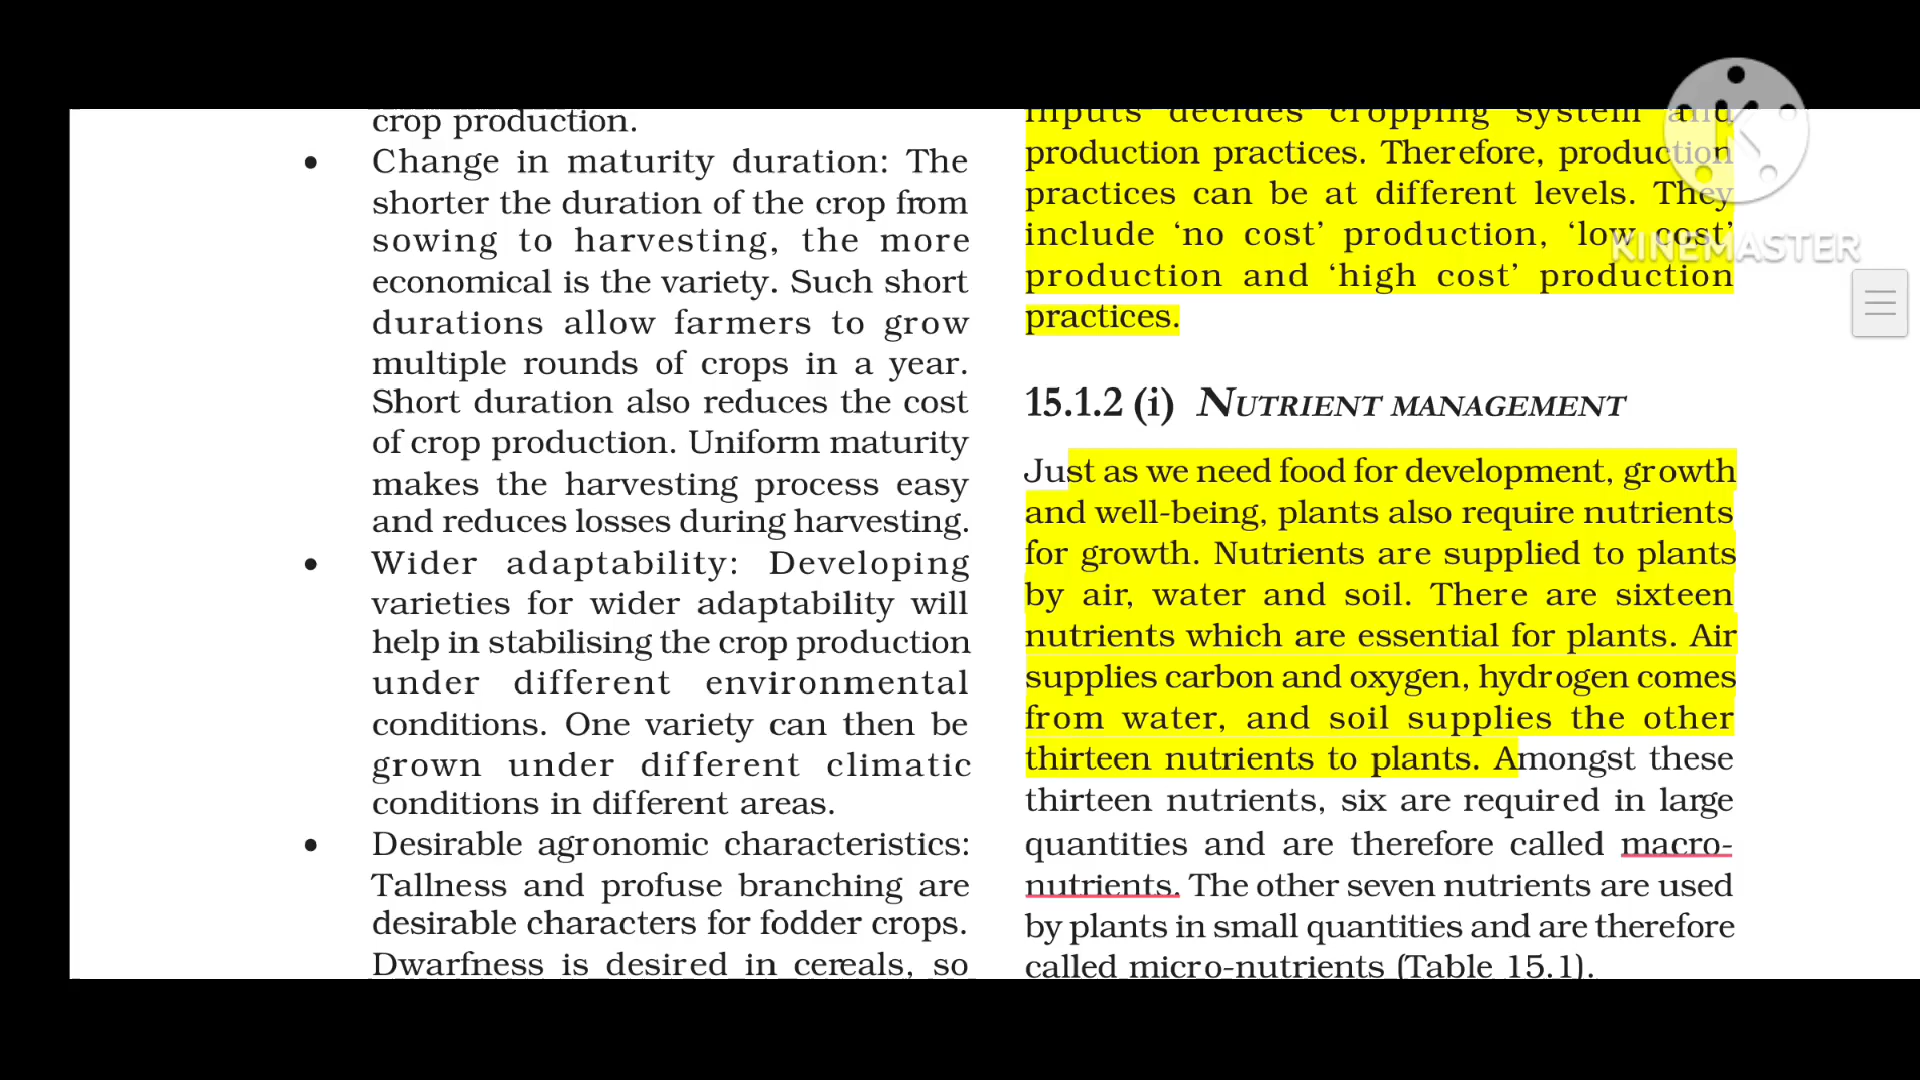 crop production.
• Change in maturity duration: The
shorter the duration of the crop from
sowing to harvesting, the more
economical is the variety. Such short
durations allow farmers to grow
multiple rounds of crops in a year.
Short duration also reduces the cost
of crop production. Uniform maturity
makes the harvesting process easy
and reduces losses during harvesting.
• Wider adaptability: Developing
varieties for wider adaptability will
help in stabilising the crop production
under different environmental
conditions. One variety can then be
grown under different climatic
conditions in different areas.
• Desirable agronomic characteristics:
Tallness and profuse branching are
desirable characters for fodder crops.
Dwarfness is desired in cereals, so
inputs decides cropping system and
production practices. Therefore, production
practices can be at different levels. They
include ‘no cost’ production, ‘low cost’
production and ‘high cost’ production
practices.
15.1.2 (i) NUTRIENT MANAGEMENT
Just as we need food for development, growth
and well-being, plants also require nutrients
for growth. Nutrients are supplied to plants
by air, water and soil. There are sixteen
nutrients which are essential for plants. Air
supplies carbon and oxygen, hydrogen comes
from water, and soil supplies the other
thirteen nutrients to plants. Amongst these
thirteen nutrients, six are required in large
quantities and are therefore called macro-
nutrients. The other seven nutrients are used
by plants in small quantities and are therefore
called micro-nutrients (Table 15.1).
K
KINEMASTER